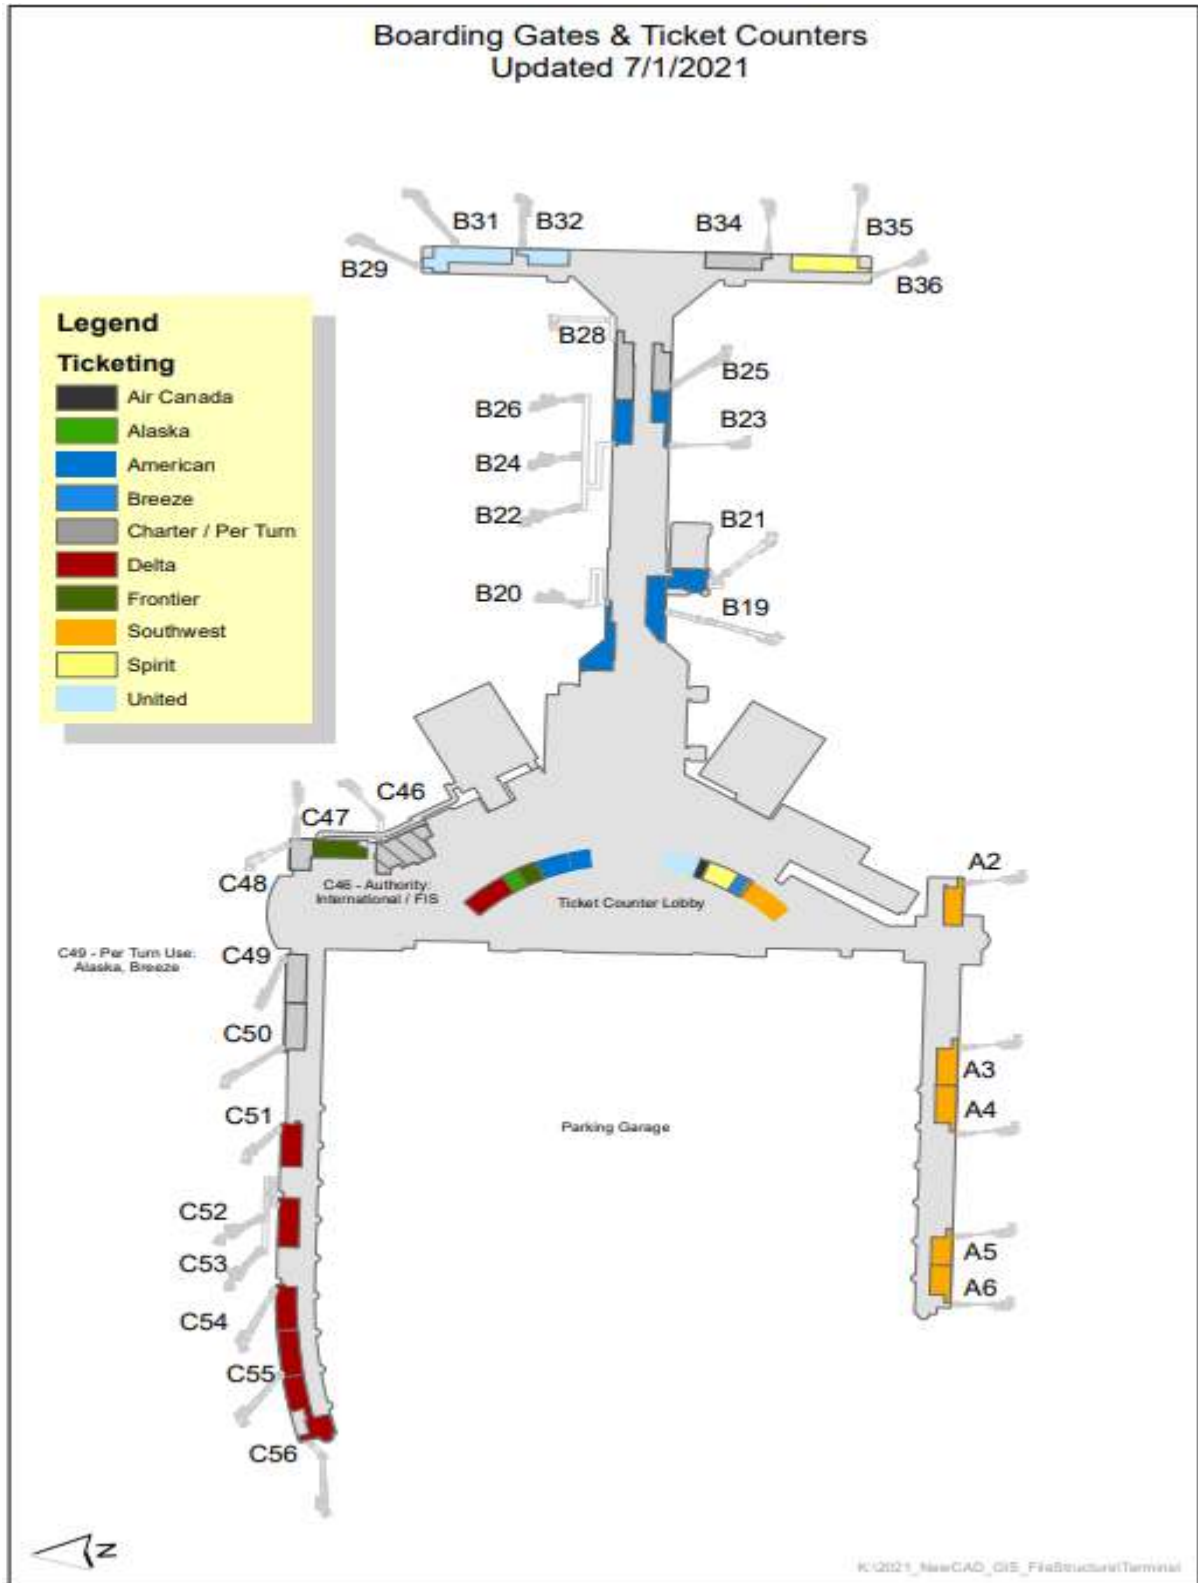 Boarding Gates & Ticket Counters
Updated 7/1/2021
B31
B32
B34
B35
B29
B36
Legend
Ticketing
Air Canada
Alaska
American
Breeze
Charter / Per Turn
Delta
Frontier
Southwest
Spirit
United
B28
B25
B26
B23
B24
B22
B21
B20
B19
C46
C47
C48
C46 - Authority:
International / FIS
Ticket Counter Lobby
A2
C49 - Per Turn Use:
Alaska, Breeze
C49
C50
A3
A4
C51
Parking Garage
C52
C53
A5
A6
C54
C55
C56
N
K:\2021_NewCAD_GIS_FileStructure\Terminal